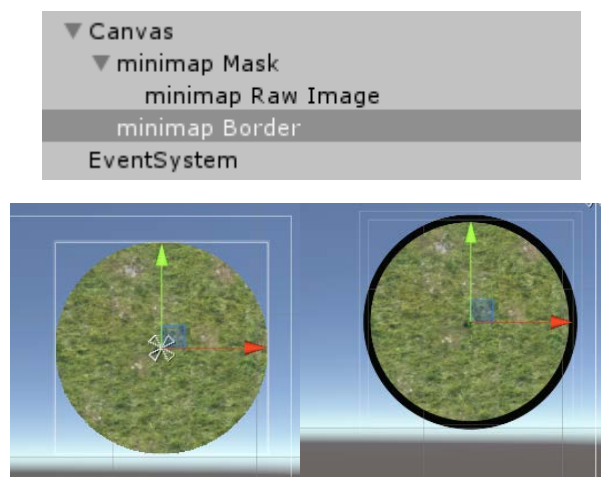 Canvas
minimap Mask
minimap Raw Image
minimap Border
EventSystem